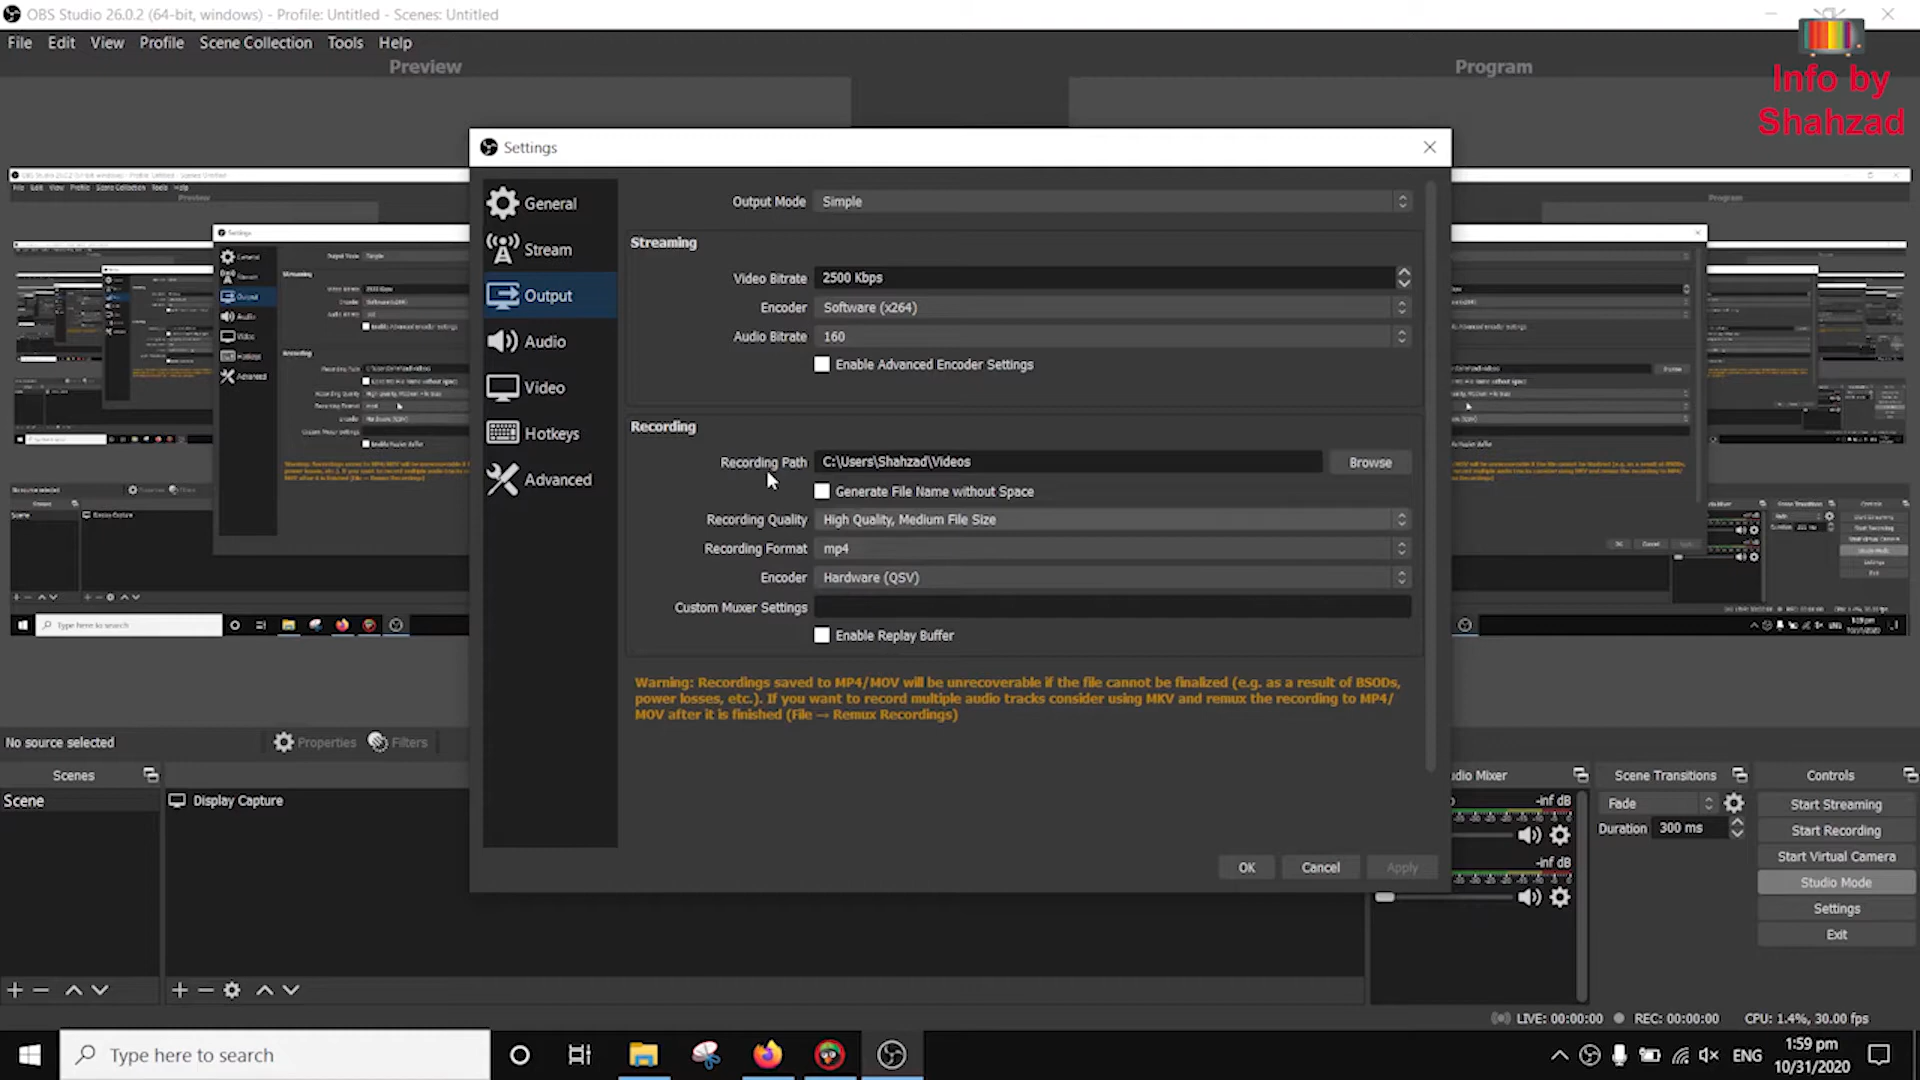 OBS Studio 26.0.2 (64-bit, windows) - Profile: Untitled - Scenes: Untitled
File Edit View Profile Scene Collection Tools Help
Preview
Program
Info by
Shahzad
Settings
General
Stream
Output
Audio
Video
Hotkeys
Advanced
Output Mode Simple
Streaming
Video Bitrate 2500 Kbps
Encoder Software (x264)
Audio Bitrate 160
Enable Advanced Encoder Settings
Recording
Recording Path C:\Users\Shahzad\Videos Browse
Generate File Name without Space
Recording Quality High Quality, Medium File Size
Recording Format mp4
Encoder Hardware (QSV)
Custom Muxer Settings
Enable Replay Buffer
Warning: Recordings saved to MP4/MOV will be unrecoverable if the file cannot be finalized (e.g. as a result of BSODs,
power losses, etc.). If you want to record multiple audio tracks consider using MKV and remux the recording to MP4/
MOV after it is finished (File → Remux Recordings)
OK Cancel Apply
Type here to search
No source selected Properties Filters
Scenes
Scene
Display Capture
dio Mixer
-inf dB
-inf dB
Scene Transitions
Fade
Duration 300 ms
Controls
Start Streaming
Start Recording
Start Virtual Camera
Studio Mode
Settings
Exit
LIVE: 00:00:00 REC: 00:00:00 CPU: 1.4%, 30.00 fps
Type here to search
ENG
1:59 pm
10/31/2020